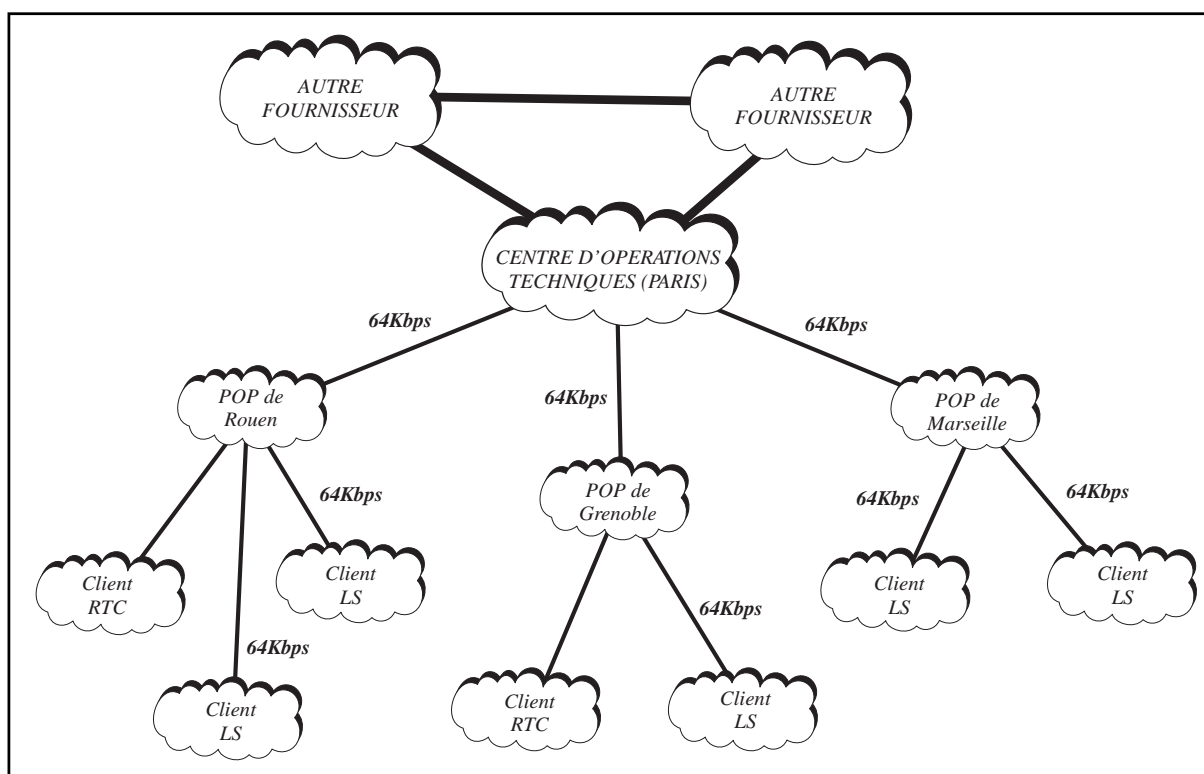 AUTRE
FOURNISSEUR
AUTRE
FOURNISSEUR
CENTRE D'OPERATIONS
TECHNIQUES (PARIS)
64Kbps
64Kbps
64Kbps
POP de
Rouen
POP de
Marseille
POP de
Grenoble
64Kbps
64Kbps
64Kbps
Client
RTC
Client
LS
Client
LS
Client
LS
64Kbps
64Kbps
Client
LS
Client
RTC
Client
LS